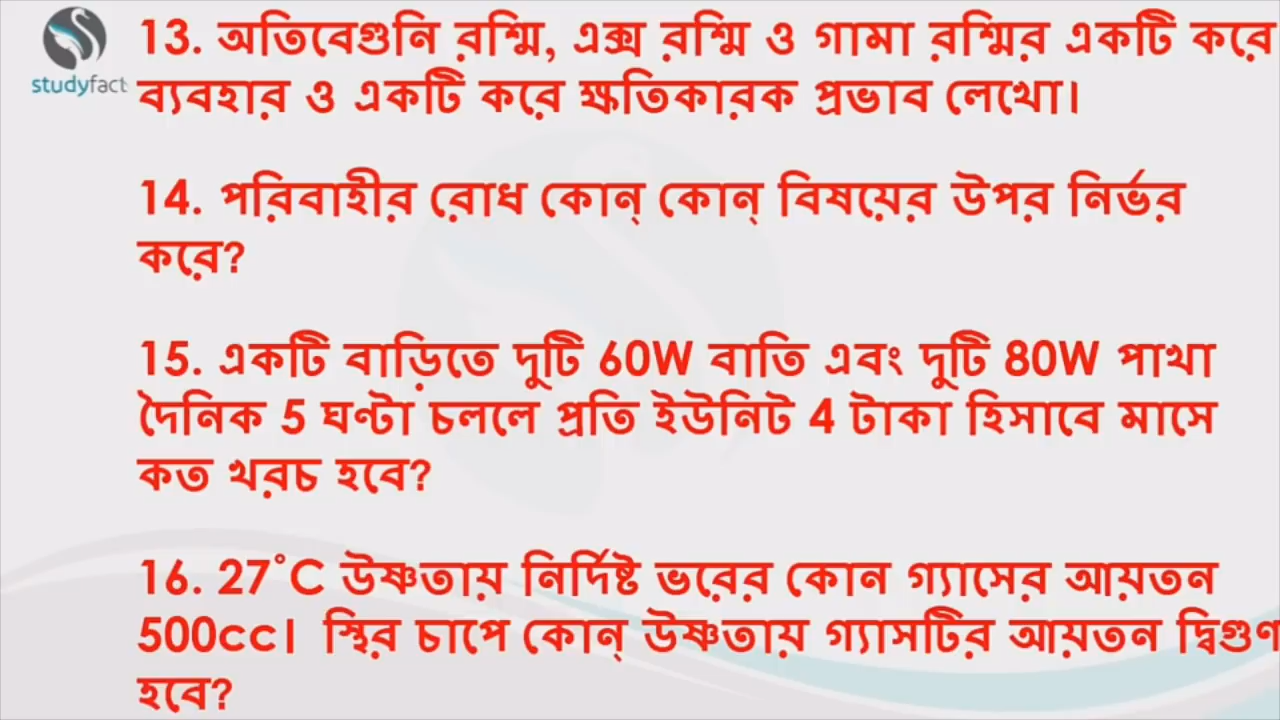 studyfact
13. অতিবেগুনি রশ্মি, এক্স রশ্মি ও গামা রশ্মির একটি করে
ব্যবহার ও একটি করে ক্ষতিকারক প্রভাব লেখো।
14. পরিবাহীর রোধ কোন্ কোন্ বিষয়ের উপর নির্ভর
করে?
15. একটি বাড়িতে দুটি 60W বাতি এবং দুটি 80W পাখা
দৈনিক 5 ঘণ্টা চললে প্রতি ইউনিট 4 টাকা হিসাবে মাসে
কত খরচ হবে?
16. 27°C উষ্ণতায় নির্দিষ্ট ভরের কোন গ্যাসের আয়তন
500cc। স্থির চাপে কোন্ উষ্ণতায় গ্যাসটির আয়তন দ্বিগুণ
হবে?